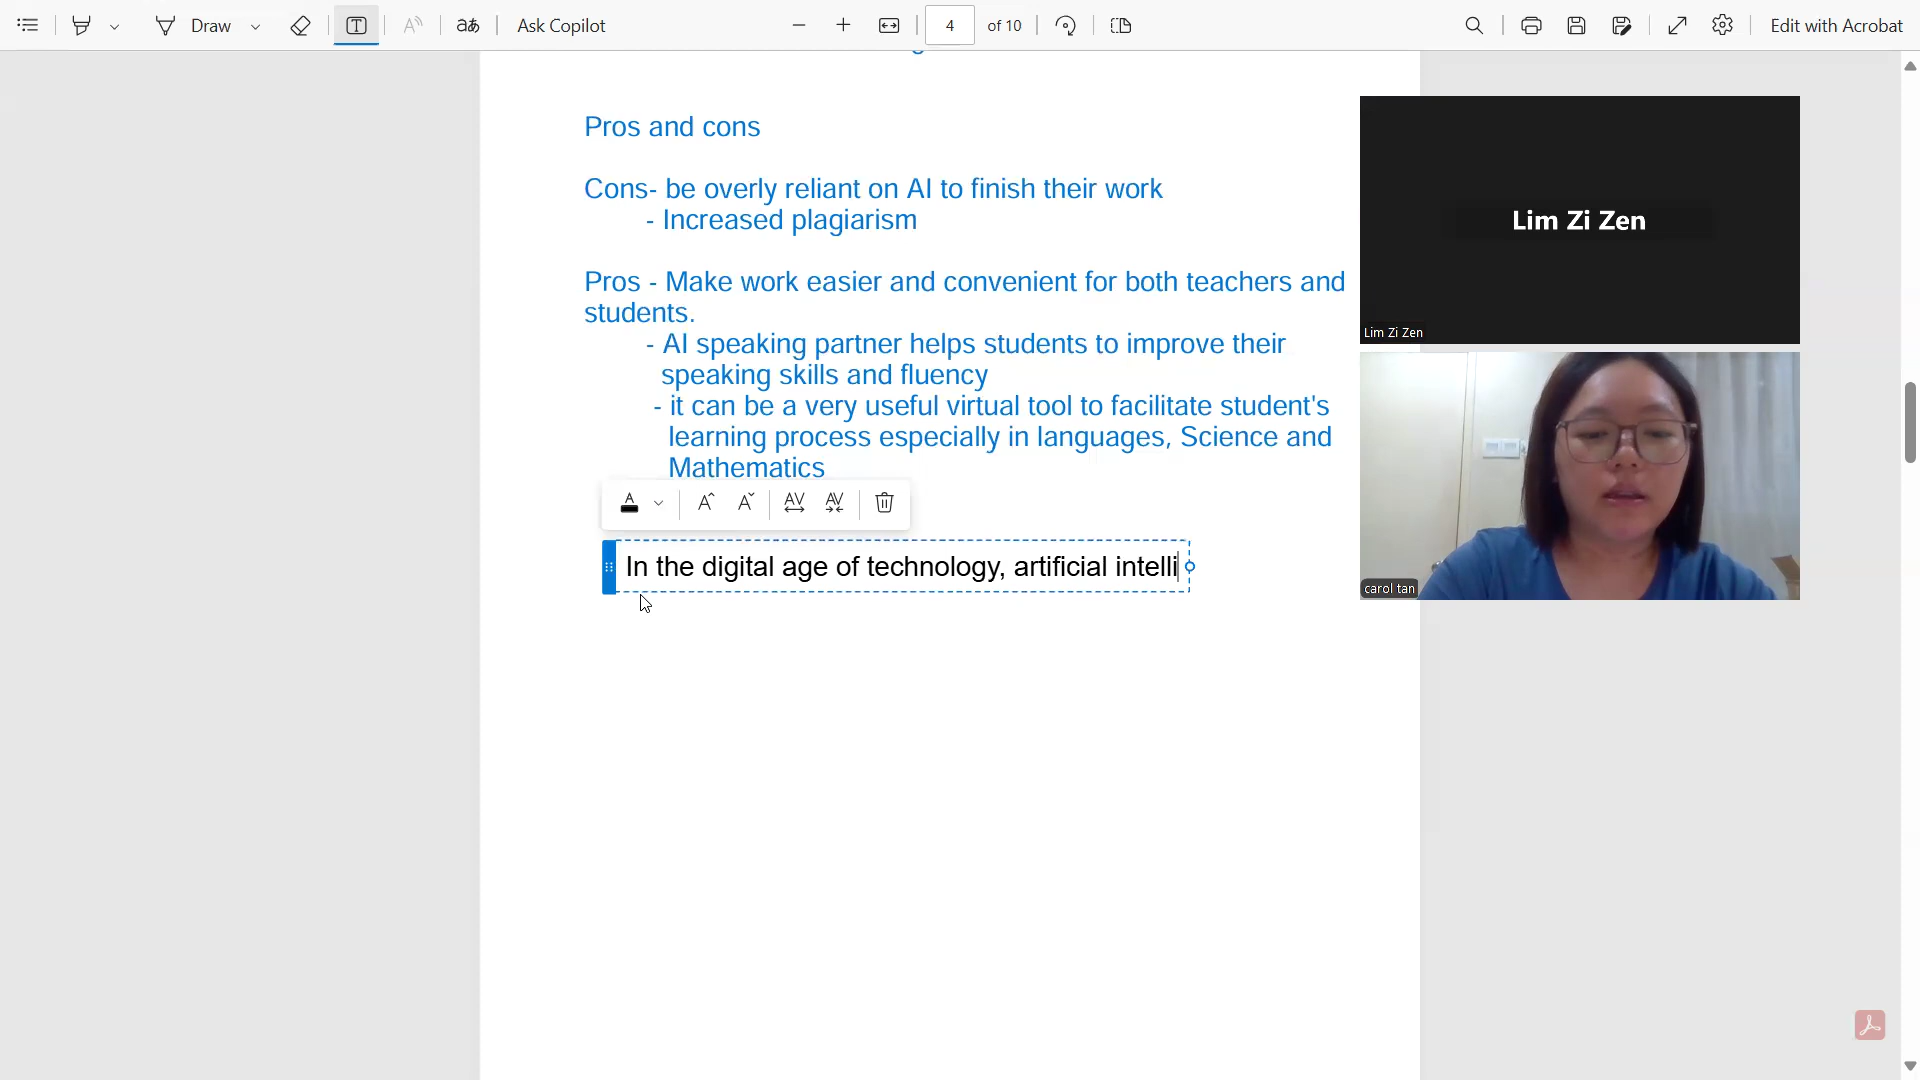 Draw
Ask Copilot
4
of 10
Edit with Acrobat
Pros and cons
Cons- be overly reliant on AI to finish their work
- Increased plagiarism
Pros - Make work easier and convenient for both teachers and
students.
- AI speaking partner helps students to improve their
speaking skills and fluency
- it can be a very useful virtual tool to facilitate student's
learning process especially in languages, Science and
Mathematics
In the digital age of technology, artificial intelli
Lim Zi Zen
Lim Zi Zen
carol tan